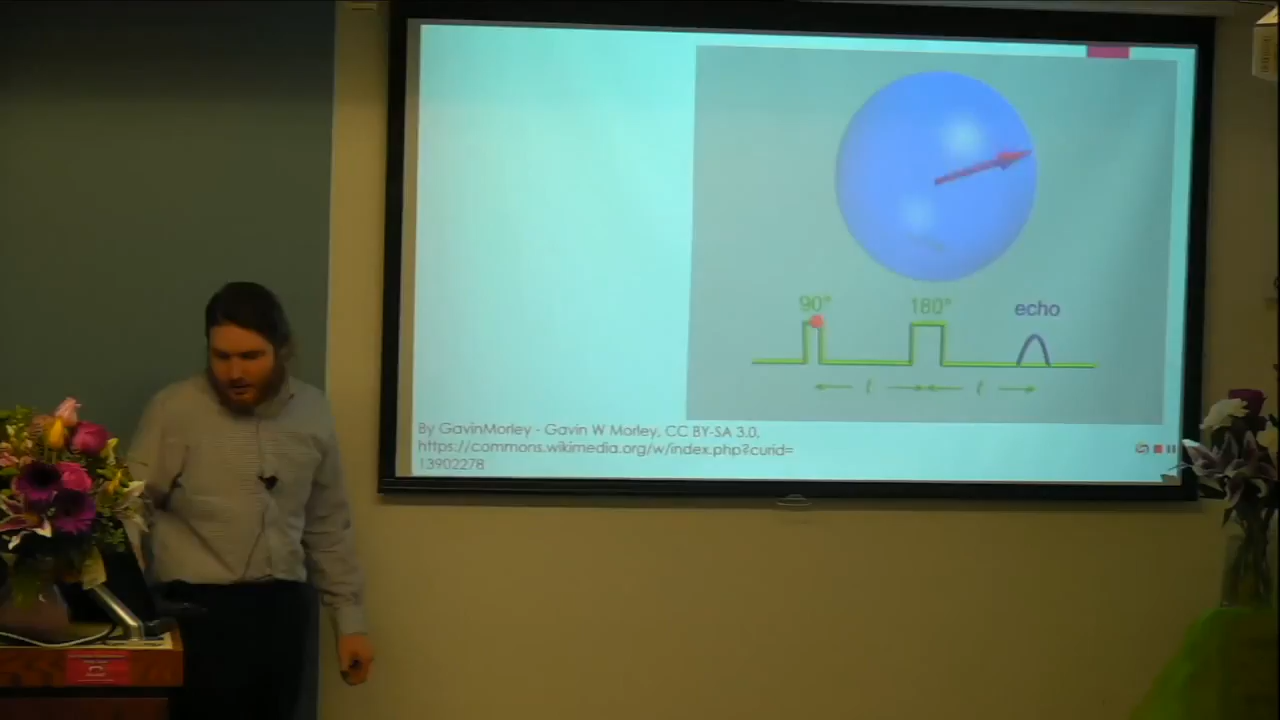 90°
180°
echo
By GavinMorley - Gavin W Morley, CC BY-SA 3.0,
https://commons.wikimedia.org/w/index.php?curid=
13902278